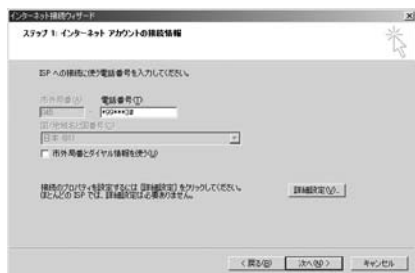 インターネット接続ウィザード
ステップ 1: インターネット アカウントの接続情報
ISP への接続に使う電話番号を入力してください。
市外局番(A) 電話番号(T)
045 - *99***3#
国/地域名と国番号(C)
日本 (81)
市外局番とダイヤル情報を使う(U)
接続のプロパティを設定するには [詳細設定] をクリックしてください。
ほとんどの ISP では、詳細設定は必要ありません。
詳細設定(V)...
< 戻る(B) 次へ(N) > キャンセル